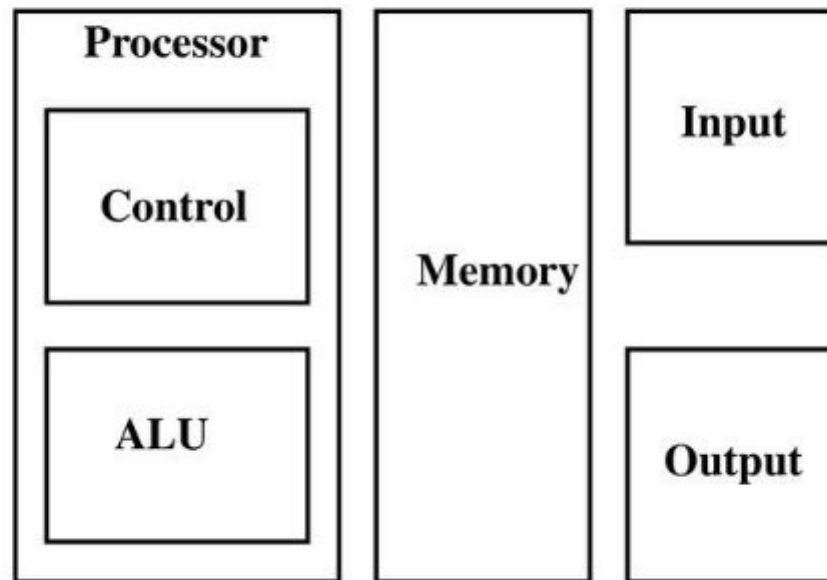 Processor
Control
ALU
Memory
Input
Output